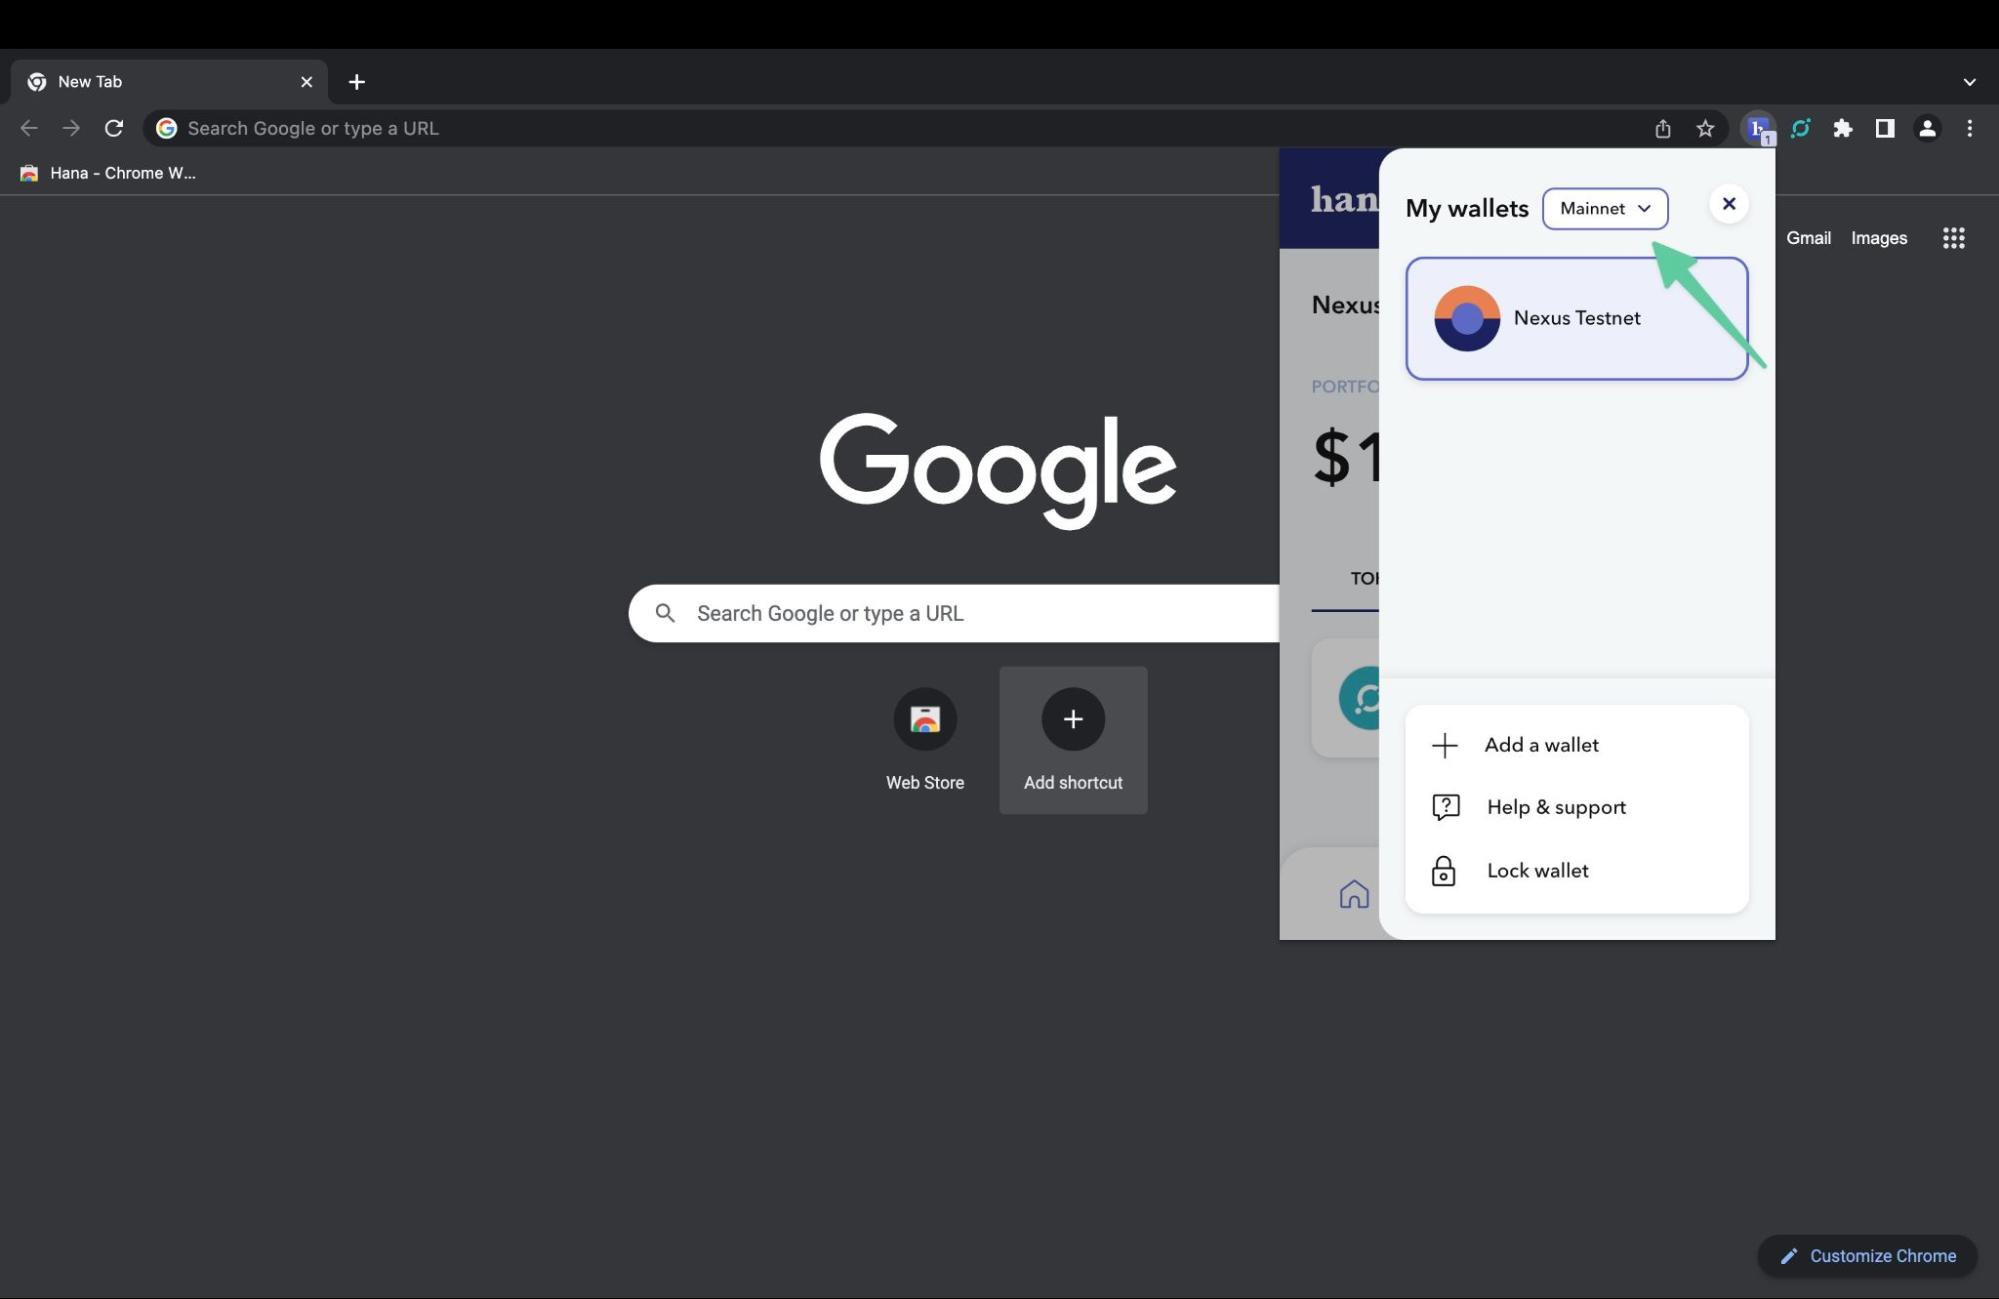 New Tab
Search Google or type a URL
1
Hana - Chrome W...
han
My wallets
Mainnet
Gmail
Images
Nexus
Nexus Testnet
PORTFO
$1
Google
TOK
Search Google or type a URL
Web Store
Add shortcut
Add a wallet
Help & support
Lock wallet
Customize Chrome